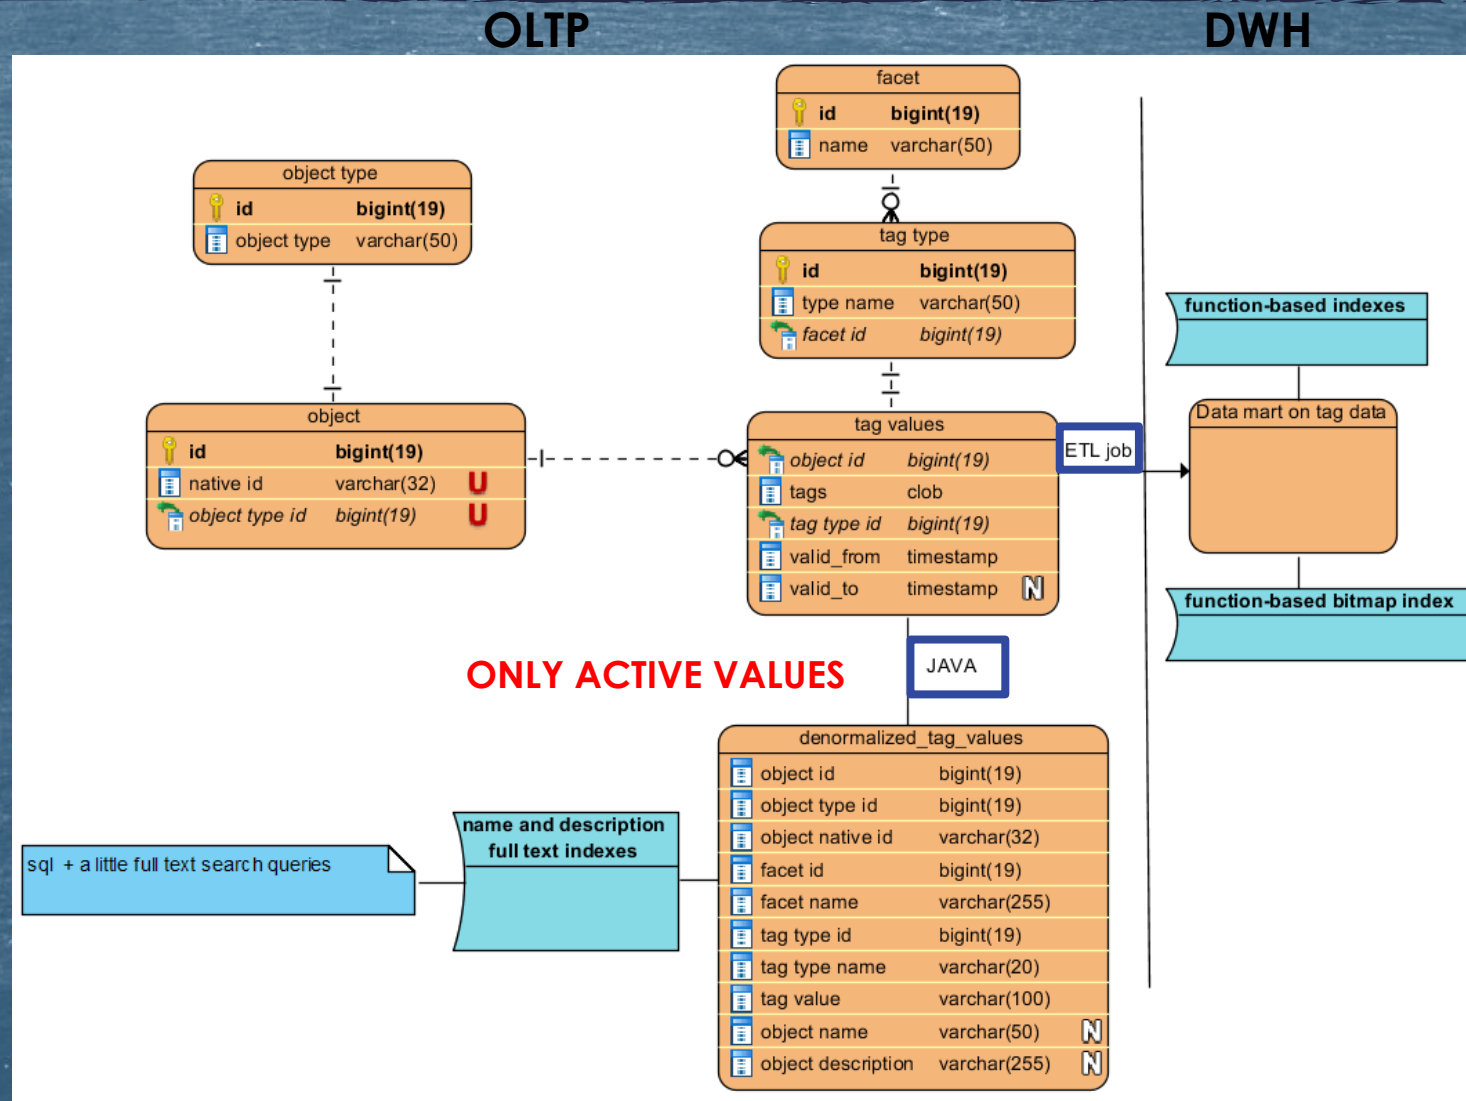 OLTP
DWH
facet
id bigint(19)
name varchar(50)
object type
id bigint(19)
object type varchar(50)
tag type
id bigint(19)
type name varchar(50)
facet id bigint(19)
object
id bigint(19)
native id varchar(32) U
object type id bigint(19) U
tag values
object id bigint(19)
tags clob
tag type id bigint(19)
valid_from timestamp
valid_to timestamp N
ETL job
function-based indexes
Data mart on tag data
function-based bitmap index
ONLY ACTIVE VALUES
JAVA
denormalized_tag_values
object id bigint(19)
object type id bigint(19)
object native id varchar(32)
facet id bigint(19)
facet name varchar(255)
tag type id bigint(19)
tag type name varchar(20)
tag value varchar(100)
object name varchar(50) N
object description varchar(255) N
name and description
full text indexes
sql + a little full text search queries